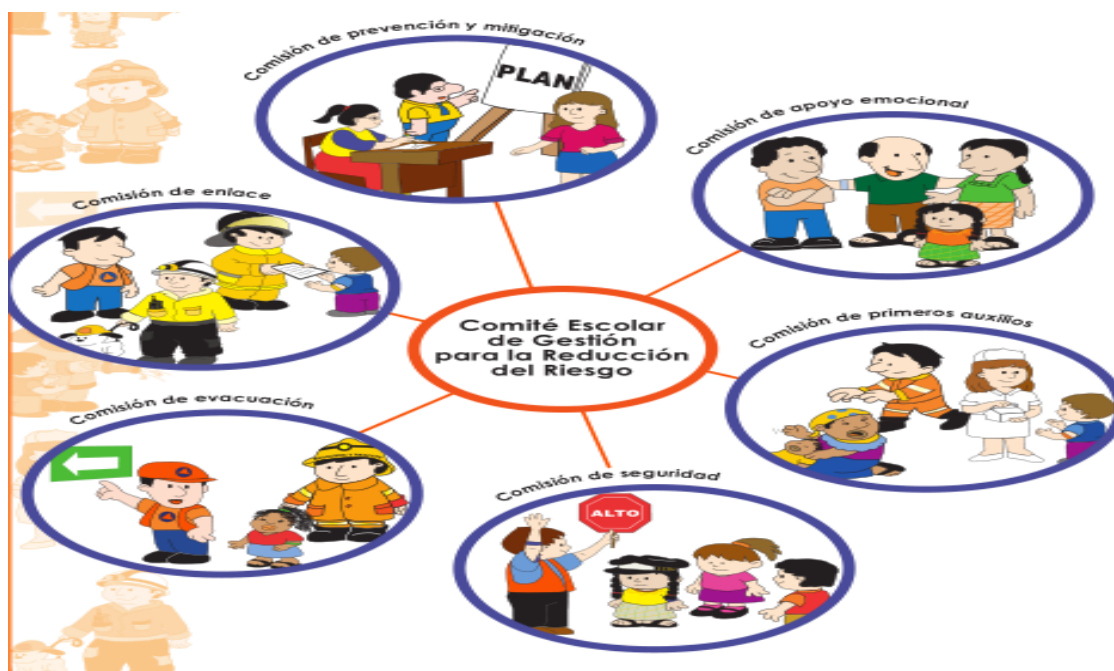 Comisión de prevención y mitigación
PLAN
Comisión de apoyo emocional
Comisión de enlace
Comité Escolar
de Gestión
para la Reducción
del Riesgo
Comisión de primeros auxilios
Comisión de evacuación
Comisión de seguridad
ALTO